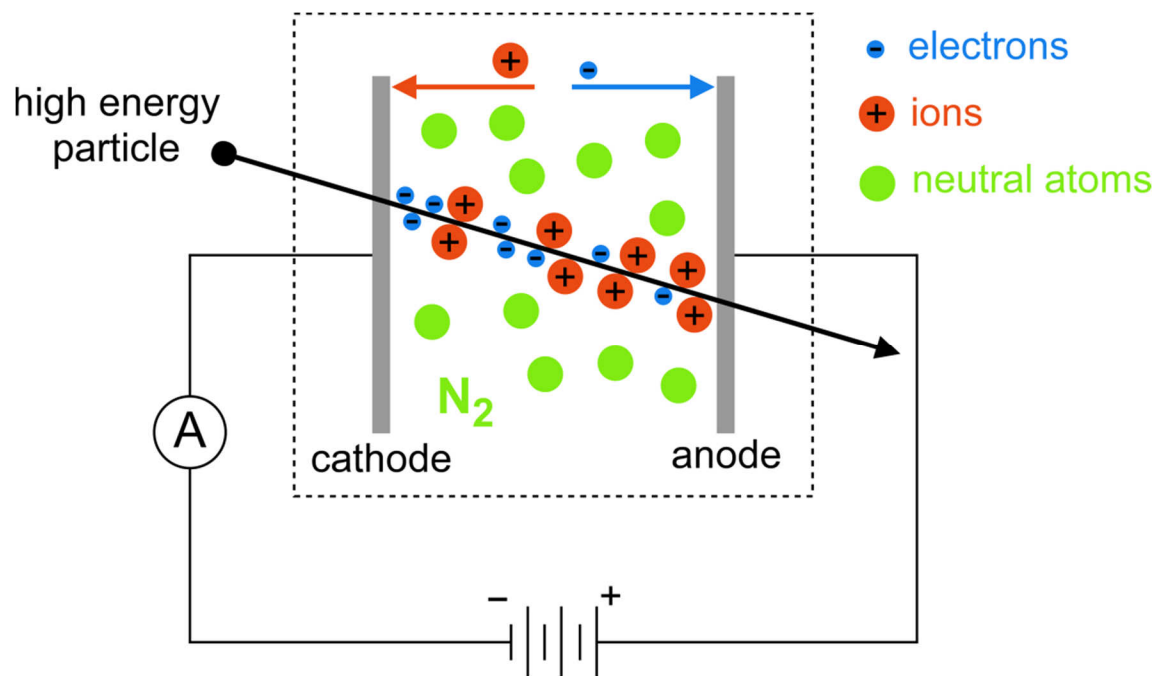 high energy
particle
+
-
- electrons
+ ions
neutral atoms
- - - + + - - - + + - + + - + +
N₂
A
cathode
anode
− +